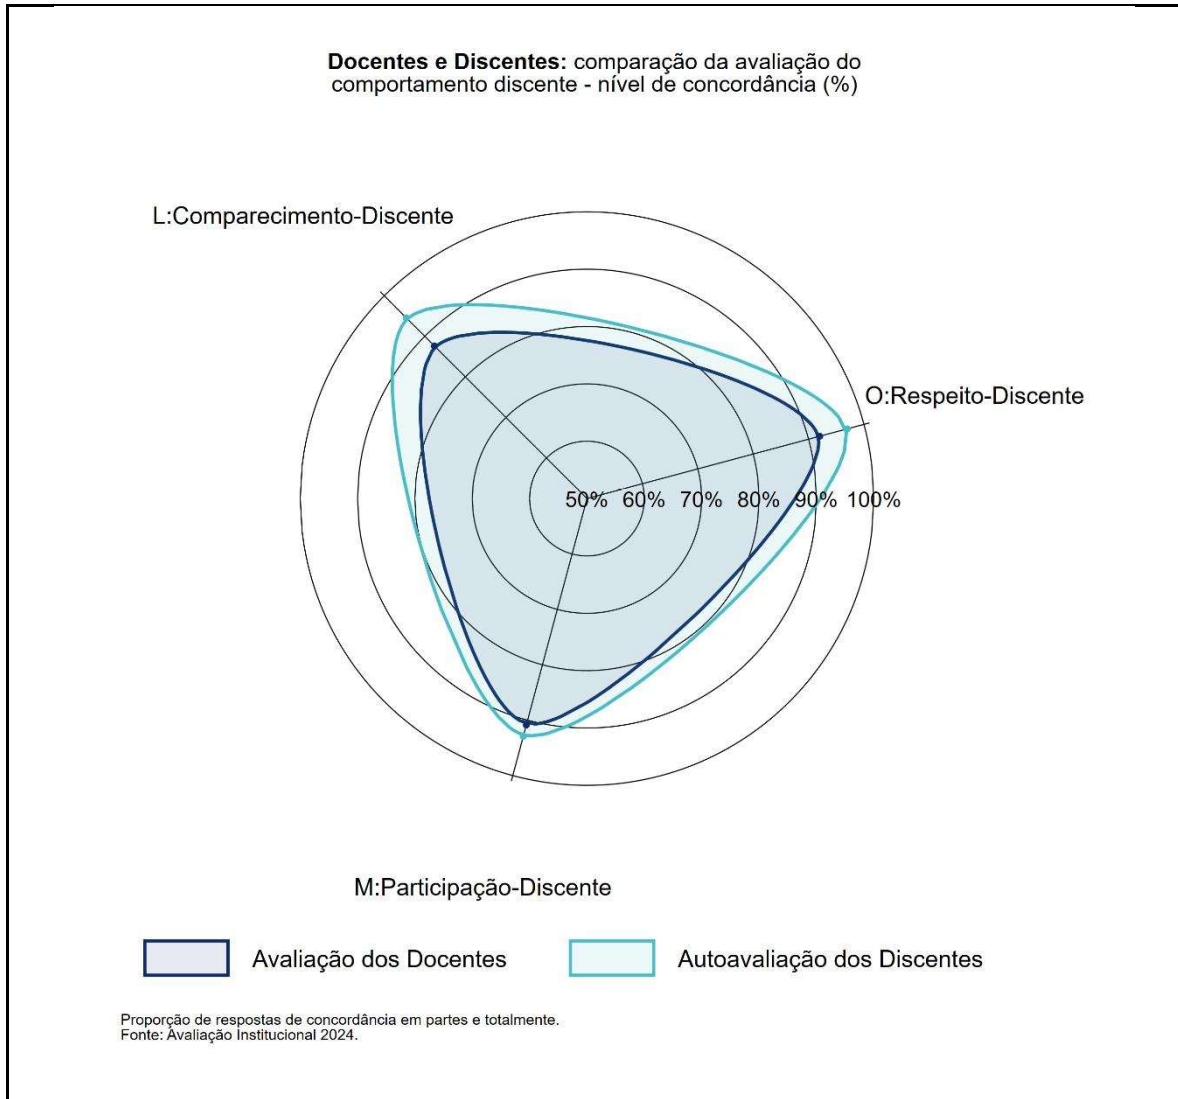 Docentes e Discentes: comparação da avaliação do
comportamento discente - nível de concordância (%)
L:Comparecimento-Discente
O:Respeito-Discente
50% 60% 70% 80% 90% 100%
M:Participação-Discente
Avaliação dos Docentes
Autoavaliação dos Discentes
Proporção de respostas de concordância em partes e totalmente.
Fonte: Avaliação Institucional 2024.